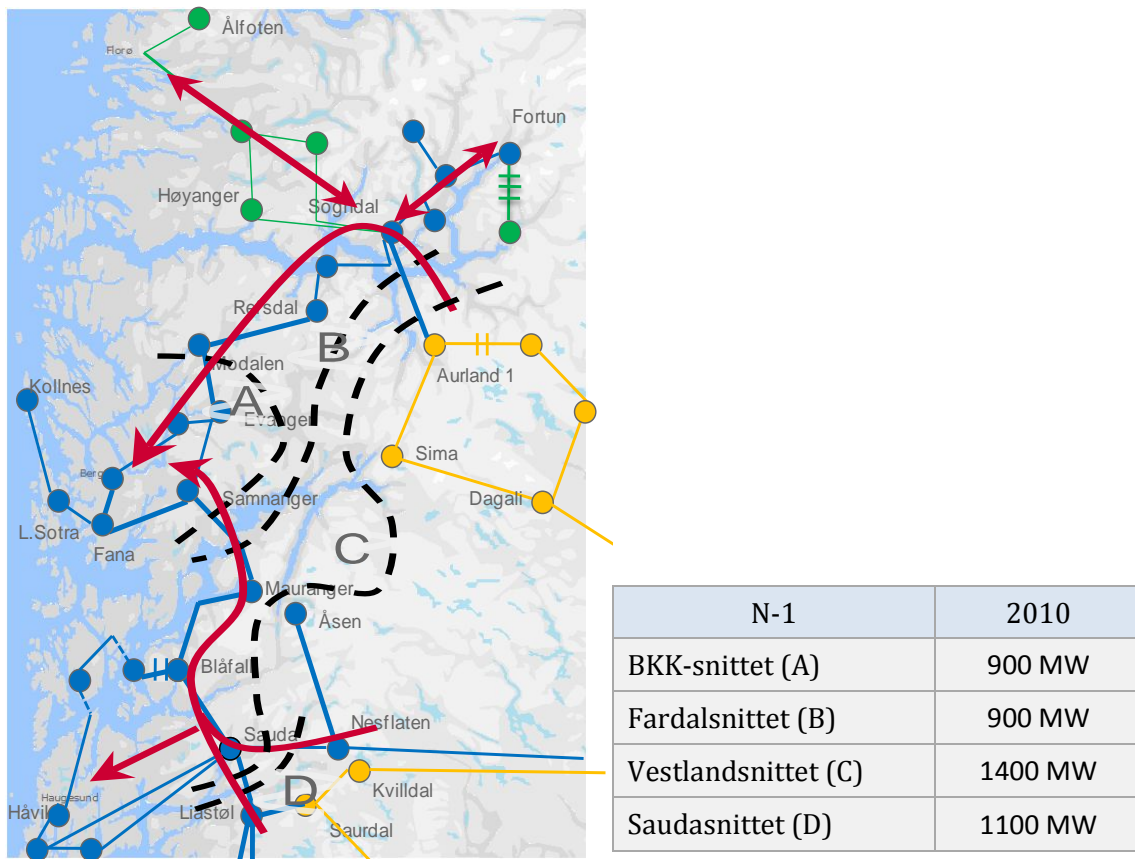 Ålfoten
Florø
Fortun
Høyanger
Sogndal
Refsdal
B
Modalen
Aurland 1
Kollnes
A
Evanger
Sima
Berg
Samnanger
Dagali
L.Sotra
Fana
C
Mauranger
Åsen
Blåfall
Nesflaten
Sauda
Kvilldal
D
Haugesund
Håvik
Liastøl
Saurdal
N-1 2010
BKK-snittet (A) 900 MW
Fardalsnittet (B) 900 MW
Vestlandsnittet (C) 1400 MW
Saudasnittet (D) 1100 MW